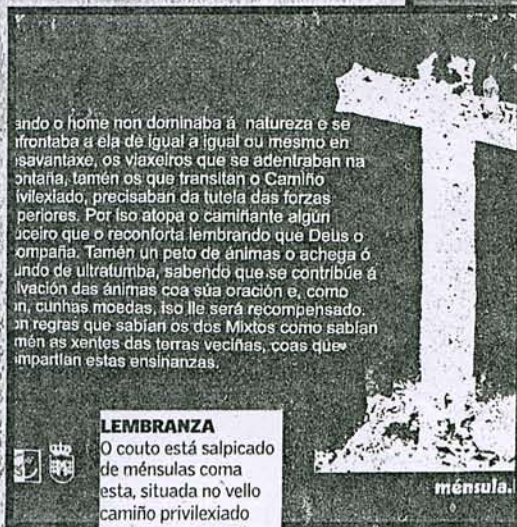 ando o home non dominaba á natureza e se
nfrontaba a ela de igual a igual ou mesmo en
esavantaxe, os viaxeiros que se adentraban na
ontaña, tamén os que transitan o Camiño
ivilexiado, precisaban da tutela das forzas
periores. Por iso atopa o camiñante algún
uceiro que o reconforta lembrando que Deus o
ompaña. Tamén un peto de ánimas o achega ó
undo de ultratumba, sabendo que se contribúe á
lvación das ánimas coa súa oración e, como
on, cunhas moedas, iso lle será recompensado.
on regras que sabían os dos Mixtos como sabían
mén as xentes das terras veciñas, coas que
mpartían estas ensinanzas.
LEMBRANZA
O couto está salpicado
de ménsulas coma
esta, situada no vello
camiño privilexiado
ménsula.